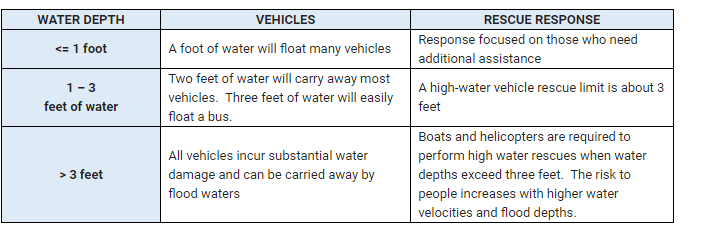 WATER DEPTH VEHICLES RESCUE RESPONSE
<= 1 foot
A foot of water will float many vehicles
Response focused on those who need
additional assistance
1 – 3
feet of water
Two feet of water will carry away most
vehicles. Three feet of water will easily
float a bus.
A high-water vehicle rescue limit is about 3
feet
> 3 feet
All vehicles incur substantial water
damage and can be carried away by
flood waters
Boats and helicopters are required to
perform high water rescues when water
depths exceed three feet. The risk to
people increases with higher water
velocities and flood depths.